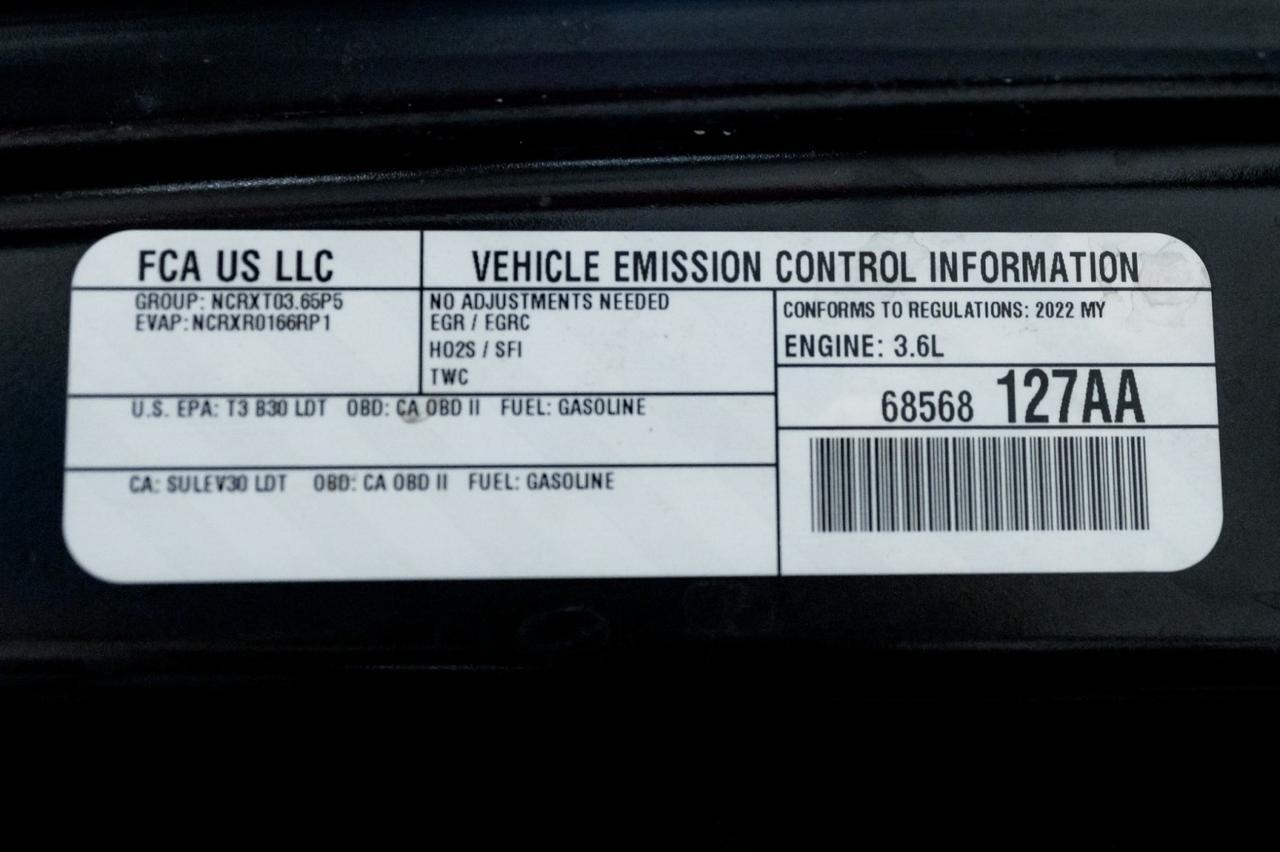 FCA US LLC
VEHICLE EMISSION CONTROL INFORMATION
GROUP: NCRXT03.65P5
EVAP: NCRXR0166RP1
NO ADJUSTMENTS NEEDED
EGR / EGRC
HO2S / SFI
TWC
CONFORMS TO REGULATIONS: 2022 MY
ENGINE: 3.6L
68568 127AA
U.S. EPA: T3 B30 LDT OBD: CA OBD II FUEL: GASOLINE
CA: SULEV30 LDT OBD: CA OBD II FUEL: GASOLINE